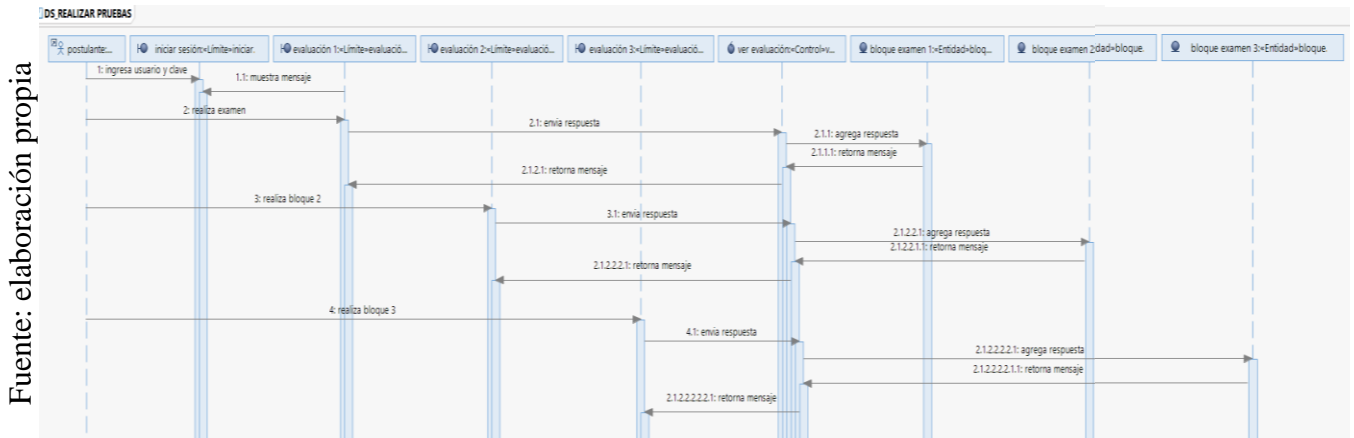 DS_REALIZAR PRUEBAS
postulante:...
iniciar sesión:«Límite»iniciar.
evaluación 1:«Límite»evaluació...
evaluación 2:«Límite»evaluació...
evaluación 3:«Límite»evaluació...
ver evaluación:«Control»v...
bloque examen 1:«Entidad»bloq...
bloque examen 2:dad»bloque.
bloque examen 3:«Entidad»bloque.
1: ingresa usuario y clave
1.1: muestra mensaje
2: realiza examen
2.1: envia respuesta
2.1.1: agrega respuesta
2.1.1.1: retorna mensaje
2.1.2.1: retorna mensaje
3: realiza bloque 2
3.1: envia respuesta
2.1.2.2.1: agrega respuesta
2.1.2.2.1.1: retorna mensaje
2.1.2.2.2.1: retorna mensaje
4: realiza bloque 3
4.1: envia respuesta
2.1.2.2.2.2.1: agrega respuesta
2.1.2.2.2.2.1.1: retorna mensaje
2.1.2.2.2.2.2.1: retorna mensaje
Fuente: elaboración propia